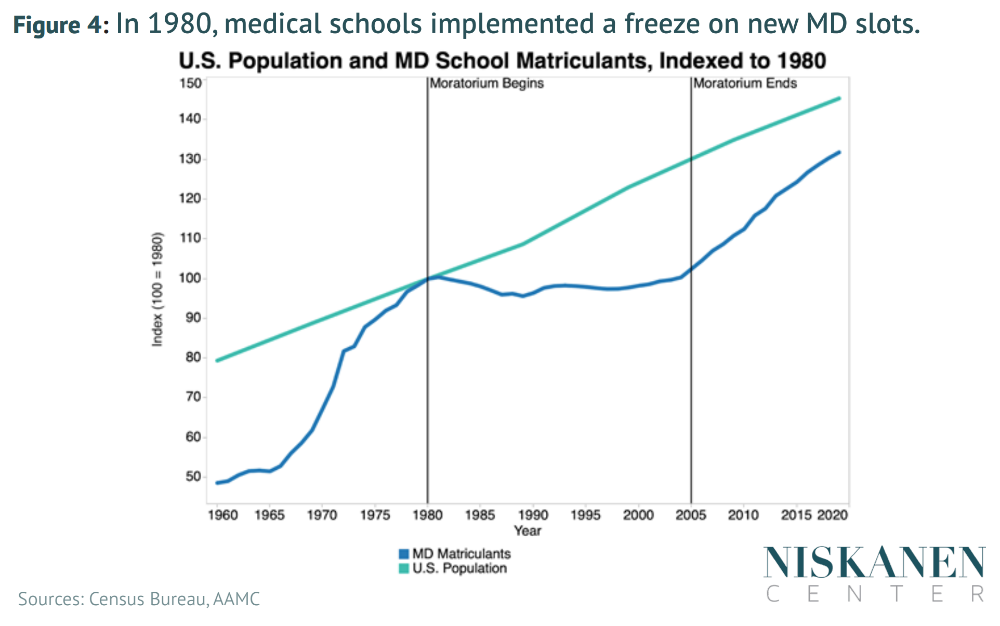 Figure 4: In 1980, medical schools implemented a freeze on new MD slots.
U.S. Population and MD School Matriculants, Indexed to 1980
Moratorium Begins
Moratorium Ends
150
140
130
120
110
100
90
80
70
60
50
Index (100 = 1980)
1960 1965 1970 1975 1980 1985 1990 1995 2000 2005 2010 2015 2020
Year
MD Matriculants
U.S. Population
NISKANEN
CENTER
Sources: Census Bureau, AAMC